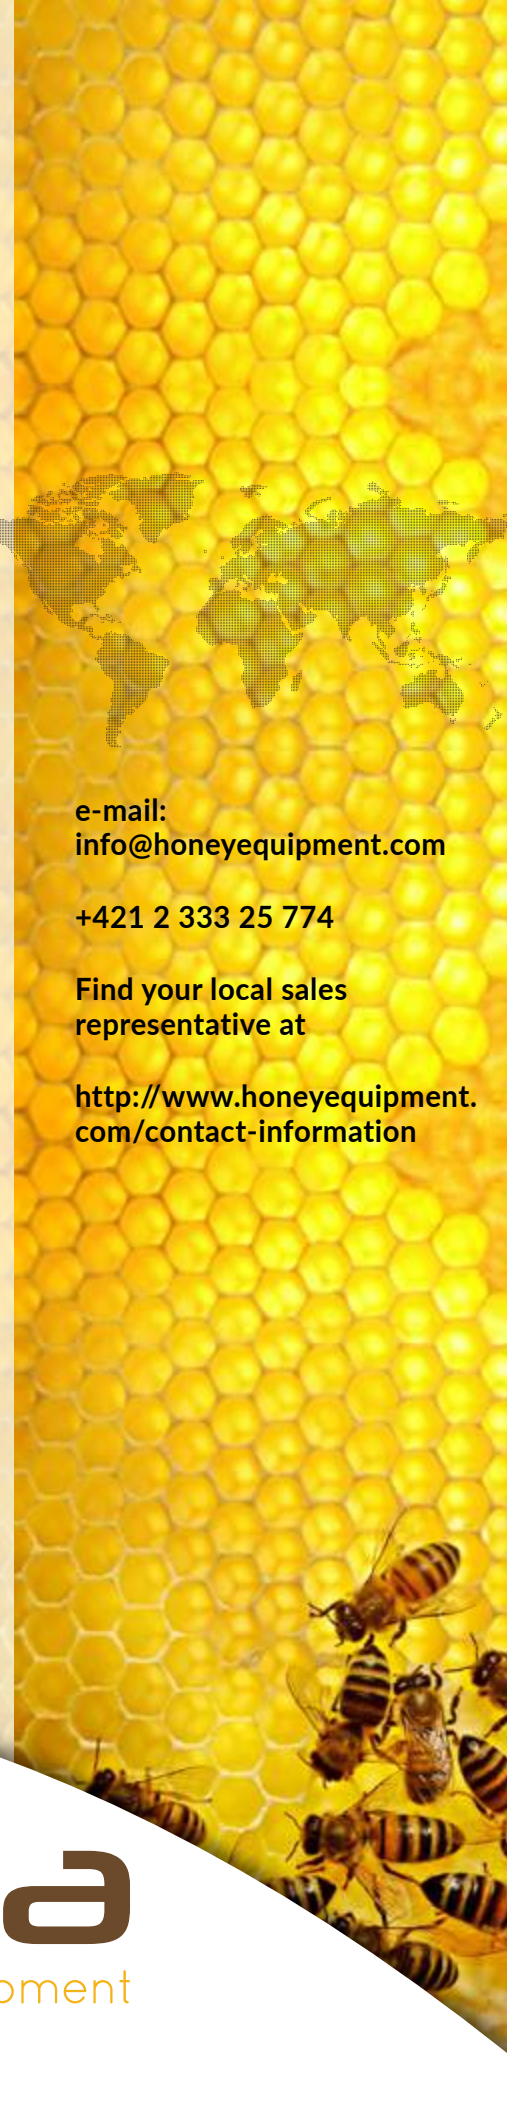 e-mail:
info@honeyequipment.com
+421 2 333 25 774
Find your local sales
representative at
http://www.honeyequipment.
com/contact-information
a
pment